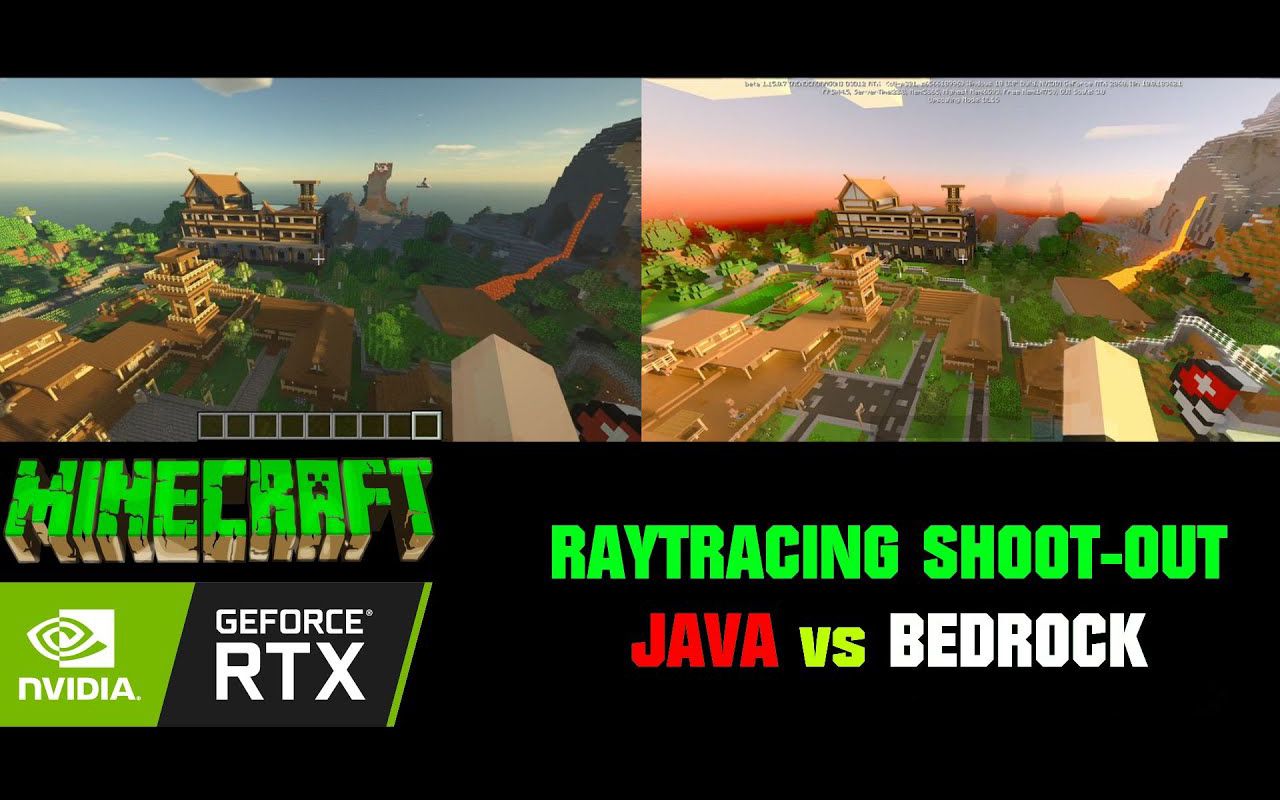 MINECRAFT
NVIDIA.
GEFORCE®
RTX
RAYTRACING SHOOT-OUT
JAVA vs BEDROCK